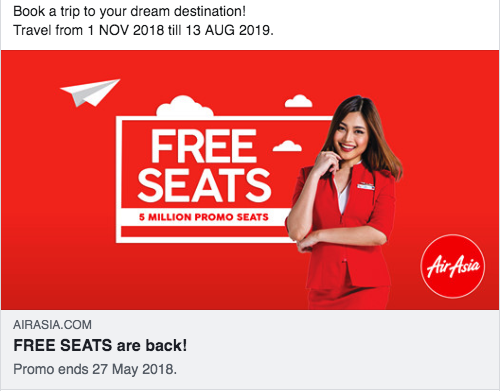 Book a trip to your dream destination!
Travel from 1 NOV 2018 till 13 AUG 2019.
FREE
SEATS
5 MILLION PROMO SEATS
AirAsia
AIRASIA.COM
FREE SEATS are back!
Promo ends 27 May 2018.